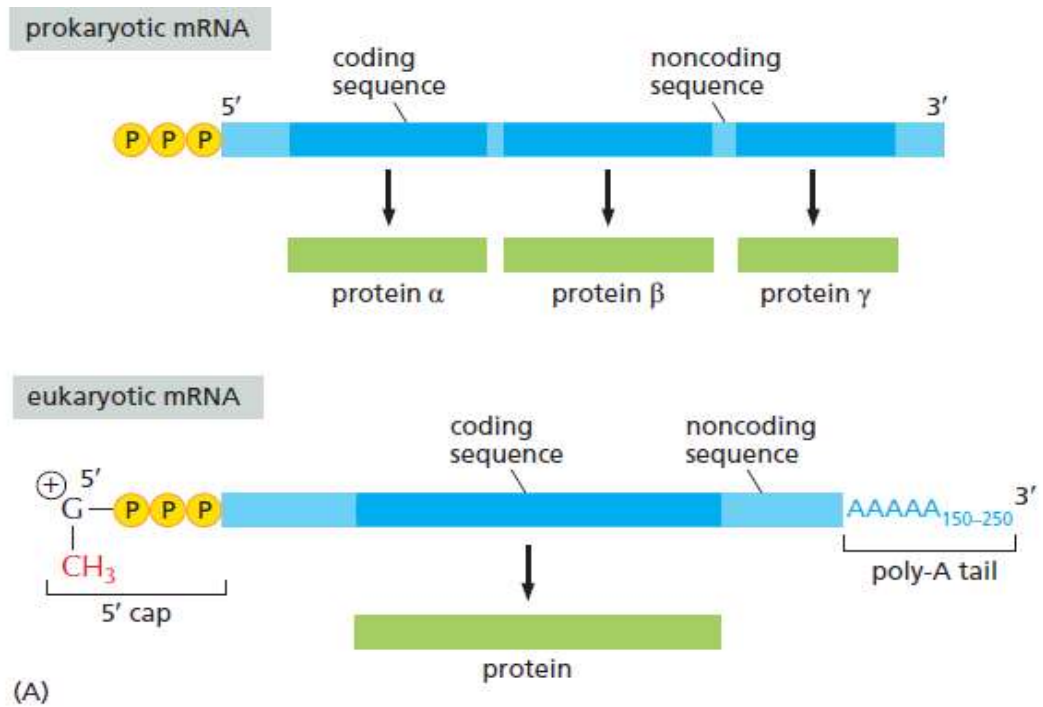 prokaryotic mRNA
coding
sequence
noncoding
sequence
5′
3′
P P P
protein α
protein β
protein γ
eukaryotic mRNA
coding
sequence
noncoding
sequence
+
5′
G
P P P
AAAAA150–250
3′
CH3
poly-A tail
5′ cap
protein
(A)